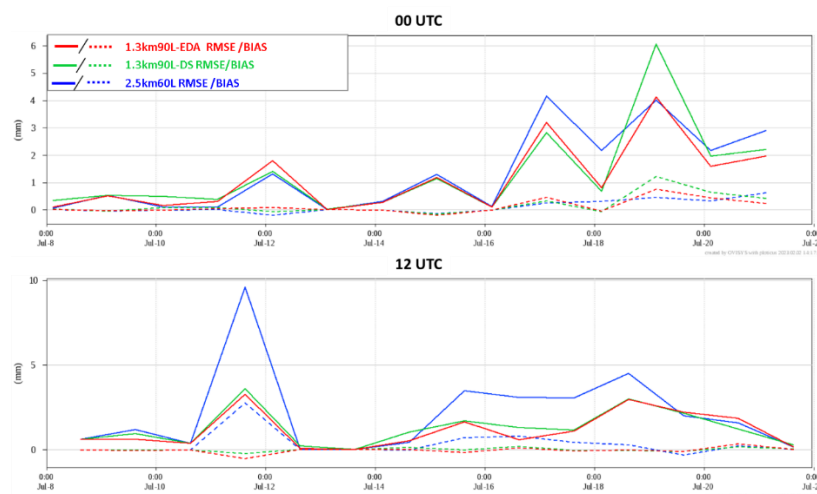 00 UTC
6
5
4
3
2
1
0
(mm)
/ 1.3km90L-EDA RMSE /BIAS
/ 1.3km90L-DS RMSE/BIAS
/ 2.5km60L RMSE /BIAS
0:00 0:00 0:00 0:00 0:00 0:00 0:00
Jul-8 Jul-10 Jul-12 Jul-14 Jul-16 Jul-18 Jul-20 Jul-2
12 UTC
10
5
0
(mm)
0:00 0:00 0:00 0:00 0:00 0:00 0:00
Jul-8 Jul-10 Jul-12 Jul-14 Jul-16 Jul-18 Jul-20 Jul-2